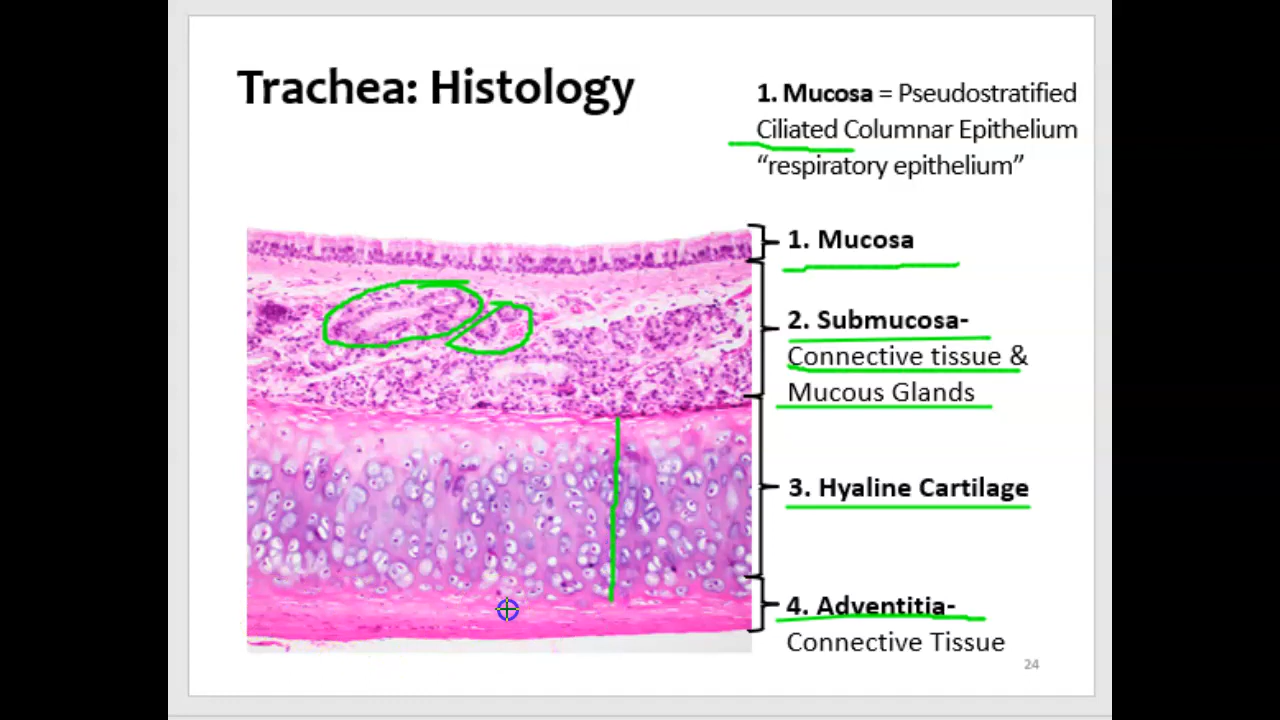 Trachea: Histology
1. Mucosa = Pseudostratified
Ciliated Columnar Epithelium
“respiratory epithelium”
1. Mucosa
2. Submucosa-
Connective tissue &
Mucous Glands
3. Hyaline Cartilage
4. Adventitia-
Connective Tissue
24